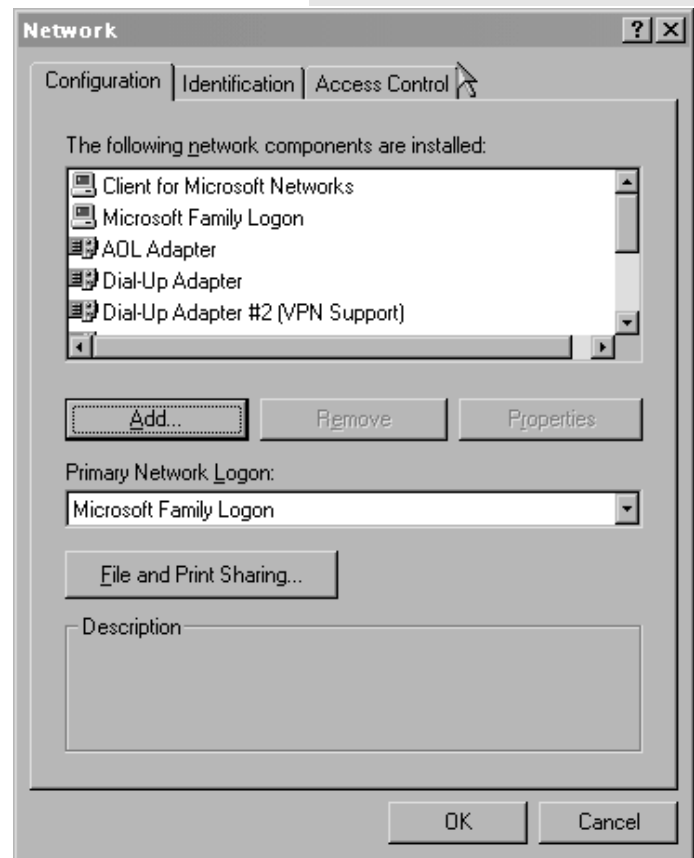 Network
Configuration Identification Access Control
The following network components are installed:
Client for Microsoft Networks
Microsoft Family Logon
AOL Adapter
Dial-Up Adapter
Dial-Up Adapter #2 (VPN Support)
Add... Remove Properties
Primary Network Logon:
Microsoft Family Logon
File and Print Sharing...
Description
OK Cancel